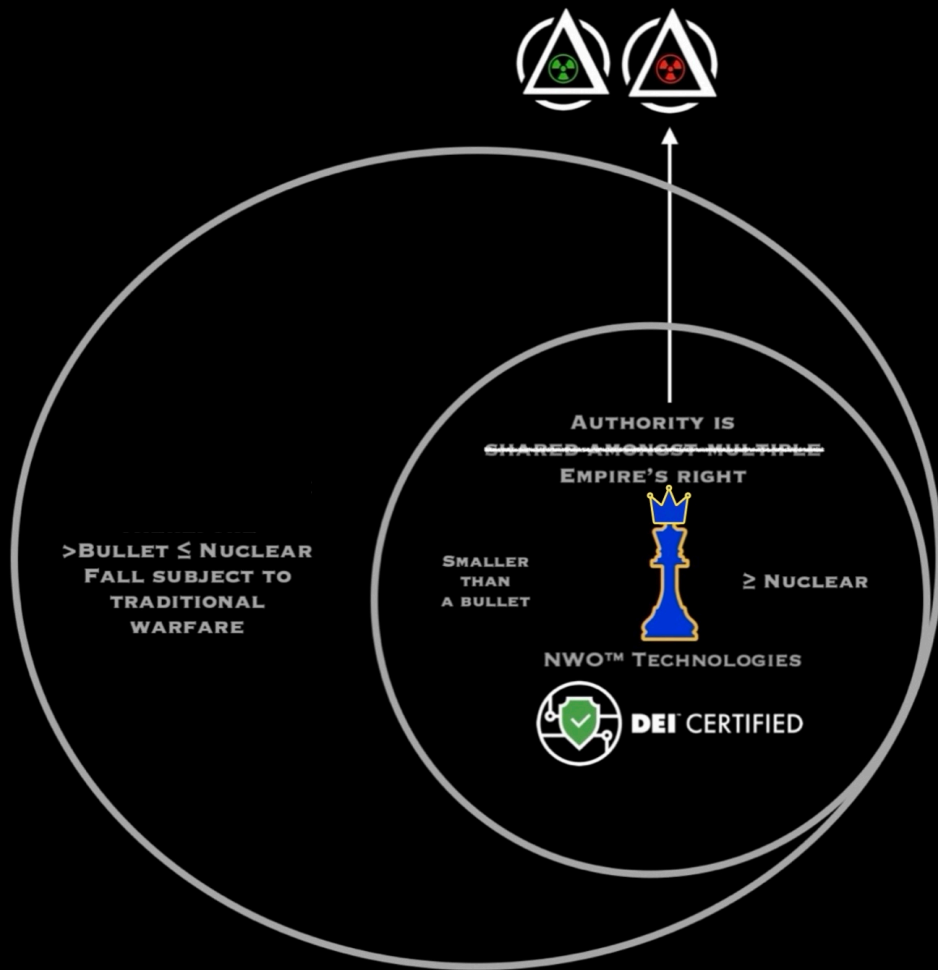 AUTHORITY IS
SHARED AMONGST MULTIPLE
EMPIRE'S RIGHT
>BULLET ≤ NUCLEAR
FALL SUBJECT TO
TRADITIONAL
WARFARE
SMALLER
THAN
A BULLET
≥ NUCLEAR
NWO™ TECHNOLOGIES
DEI™ CERTIFIED